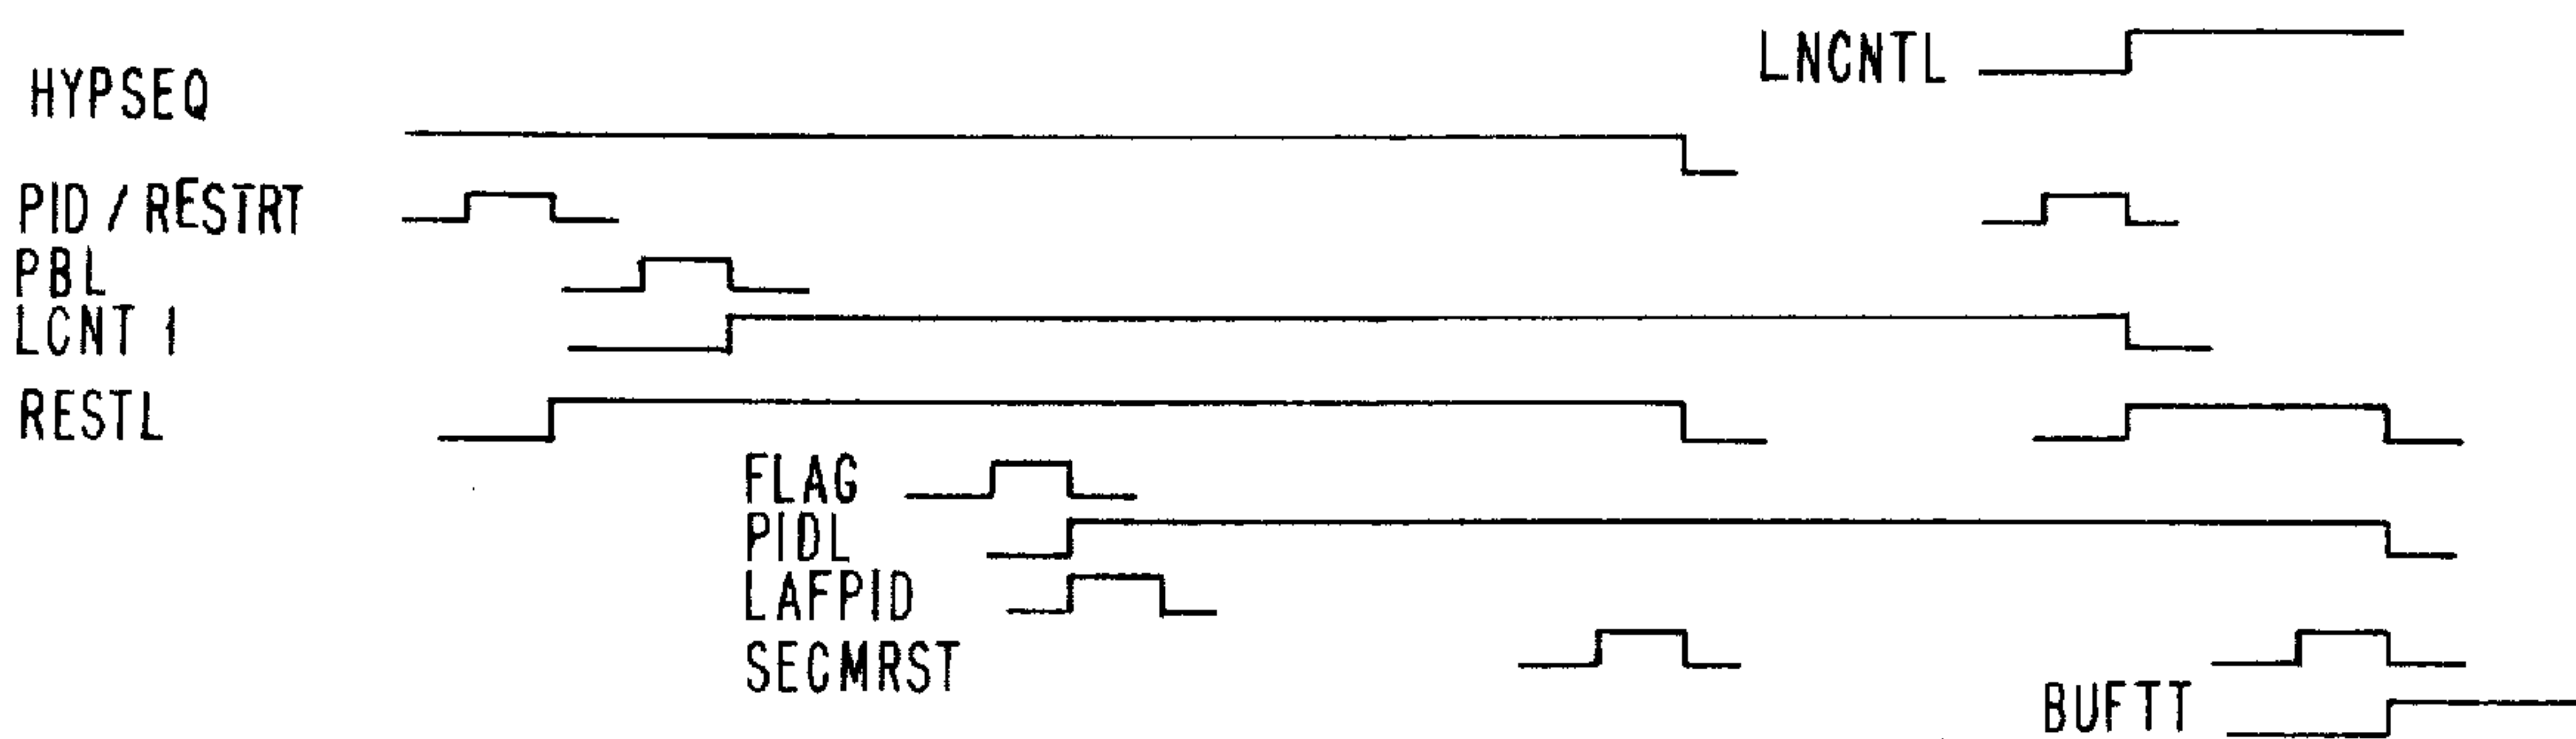 LNCNTL
HYPSEQ
PID / RESTRT
PBL
LCNT 1
RESTL
FLAG
PIDL
LAFPID
SECMRST
BUFTT